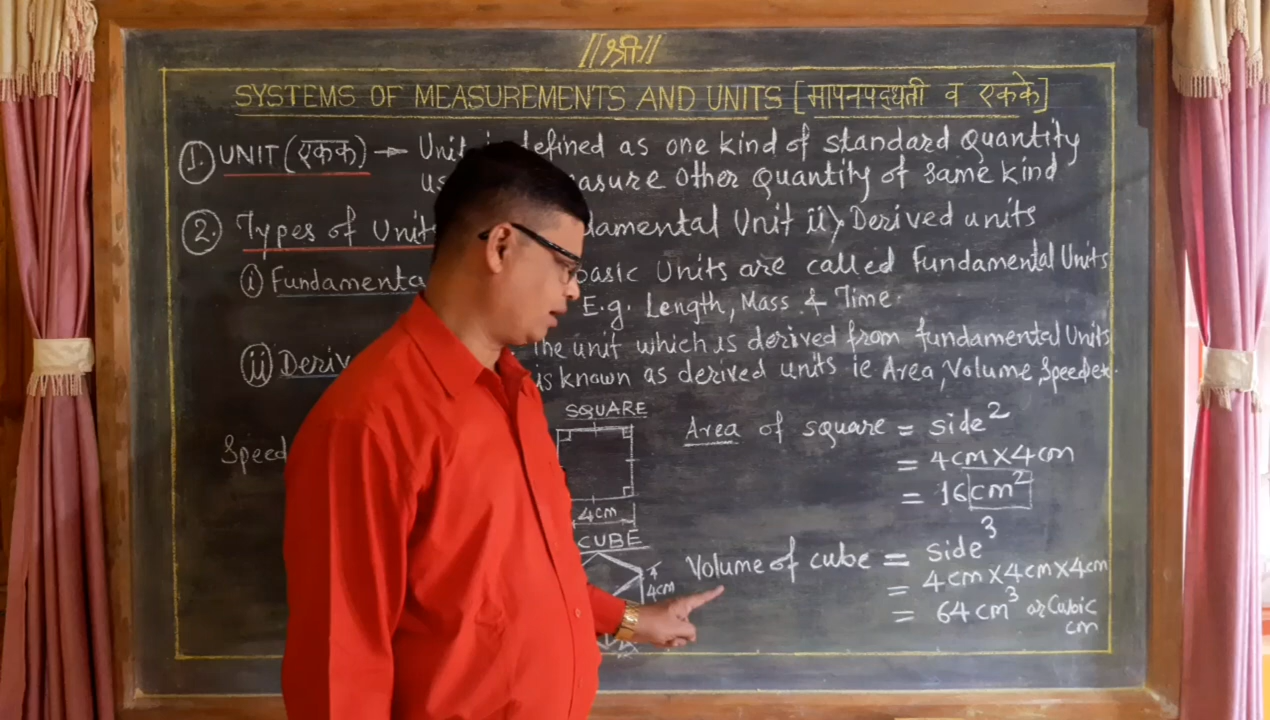 ||श्री||
SYSTEMS OF MEASUREMENTS AND UNITS [मापनपद्धती व एकके]
1. UNIT (एकक) → Unit defined as one kind of standard Quantity
asure other Quantity of same kind
2. Types of Unit damental Unit ii) Derived units
i) Fundamenta basic Units are called Fundamental Units
E.g. Length, Mass & Time.
ii) Deriv The unit which is derived from fundamental Units
is known as derived units ie Area, Volume, Speed etc.
SQUARE Area of square = side²
Speed = 4cm×4cm
= 16 cm²
4cm
CUBE Volume of cube = side³
4cm = 4cm×4cm×4cm
= 64 cm³ or Cubic
cm